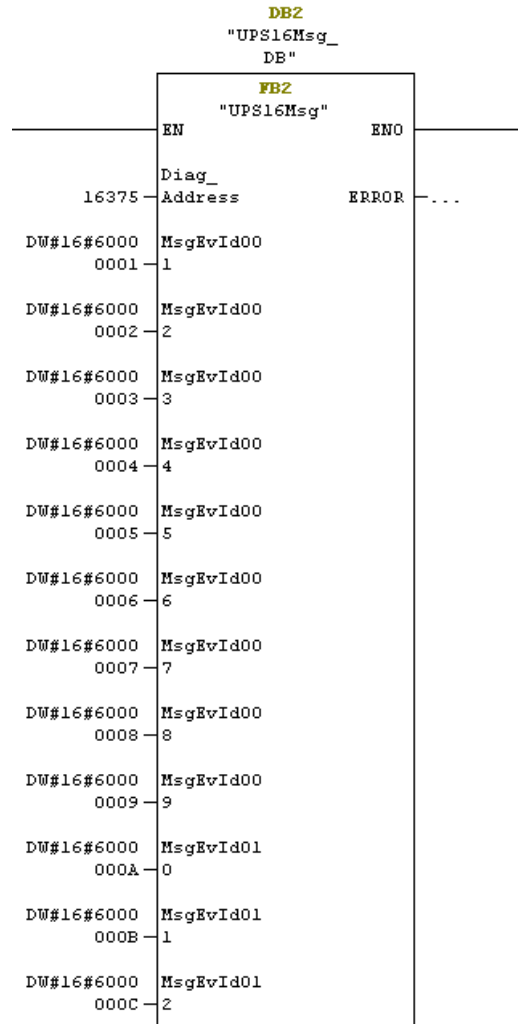 DB2
"UPS16Msg_
DB"
FB2
"UPS16Msg"
EN ENO
Diag_
16375 Address ERROR ...
DW#16#6000 MsgEvId00
0001 1
DW#16#6000 MsgEvId00
0002 2
DW#16#6000 MsgEvId00
0003 3
DW#16#6000 MsgEvId00
0004 4
DW#16#6000 MsgEvId00
0005 5
DW#16#6000 MsgEvId00
0006 6
DW#16#6000 MsgEvId00
0007 7
DW#16#6000 MsgEvId00
0008 8
DW#16#6000 MsgEvId00
0009 9
DW#16#6000 MsgEvId01
000A 0
DW#16#6000 MsgEvId01
000B 1
DW#16#6000 MsgEvId01
000C 2